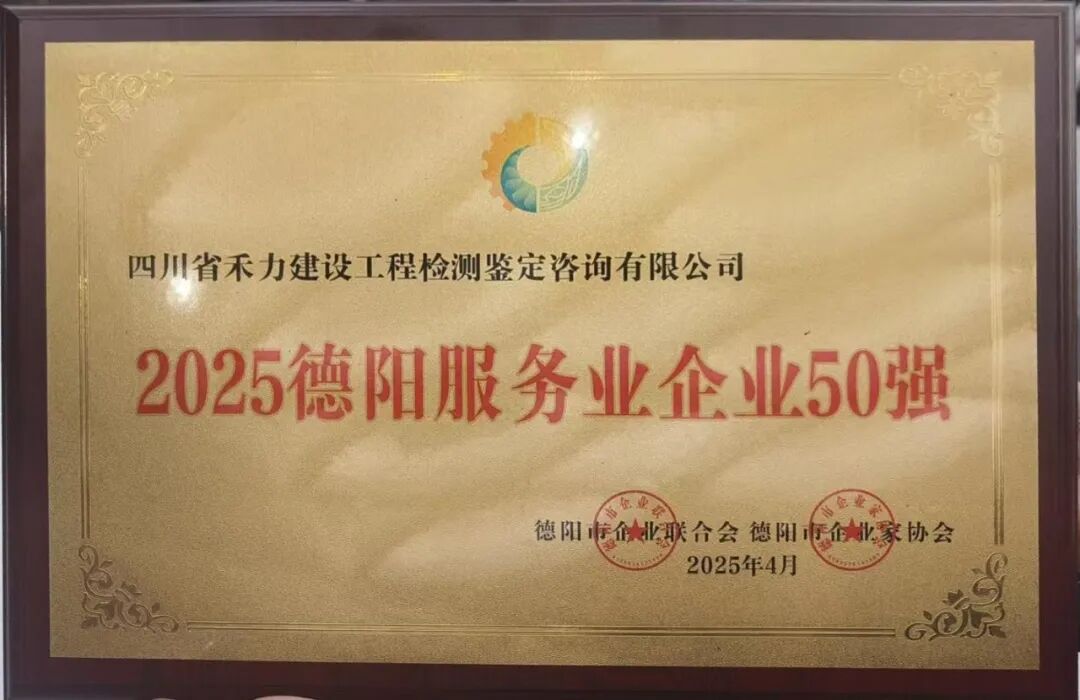 四川省禾力建设工程检测鉴定咨询有限公司
2025德阳服务业企业50强
德阳市企业联合会 德阳市企业家协会
2025年4月